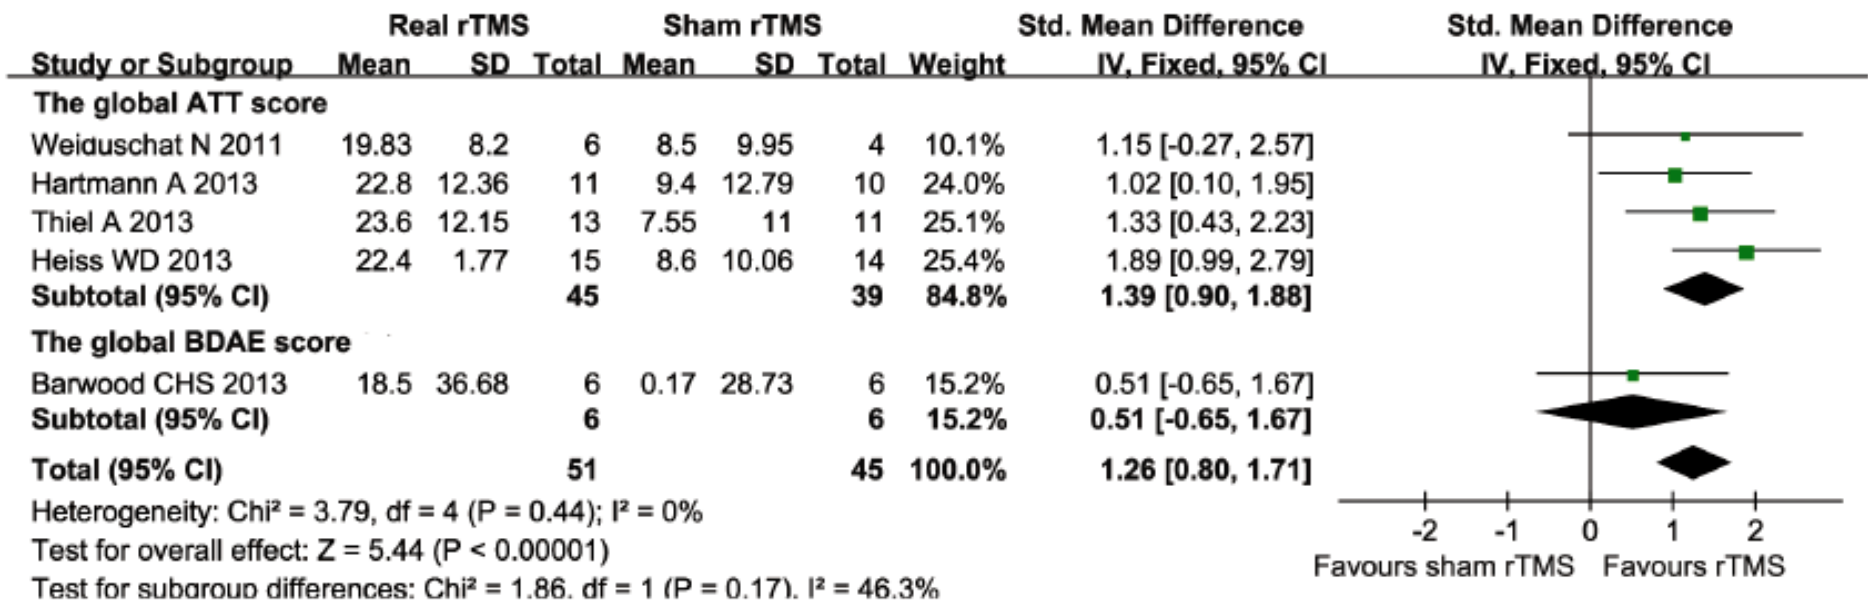 Real rTMS Sham rTMS Std. Mean Difference Std. Mean Difference
Study or Subgroup Mean SD Total Mean SD Total Weight IV, Fixed, 95% CI IV, Fixed, 95% CI
The global ATT score
Weiduschat N 2011 19.83 8.2 6 8.5 9.95 4 10.1% 1.15 [-0.27, 2.57]
Hartmann A 2013 22.8 12.36 11 9.4 12.79 10 24.0% 1.02 [0.10, 1.95]
Thiel A 2013 23.6 12.15 13 7.55 11 11 25.1% 1.33 [0.43, 2.23]
Heiss WD 2013 22.4 1.77 15 8.6 10.06 14 25.4% 1.89 [0.99, 2.79]
Subtotal (95% CI) 45 39 84.8% 1.39 [0.90, 1.88]
The global BDAE score
Barwood CHS 2013 18.5 36.68 6 0.17 28.73 6 15.2% 0.51 [-0.65, 1.67]
Subtotal (95% CI) 6 6 15.2% 0.51 [-0.65, 1.67]
Total (95% CI) 51 45 100.0% 1.26 [0.80, 1.71]
Heterogeneity: Chi² = 3.79, df = 4 (P = 0.44); I² = 0%
Test for overall effect: Z = 5.44 (P < 0.00001)
Test for subgroup differences: Chi² = 1.86. df = 1 (P = 0.17). I² = 46.3%
-2 -1 0 1 2
Favours sham rTMS Favours rTMS